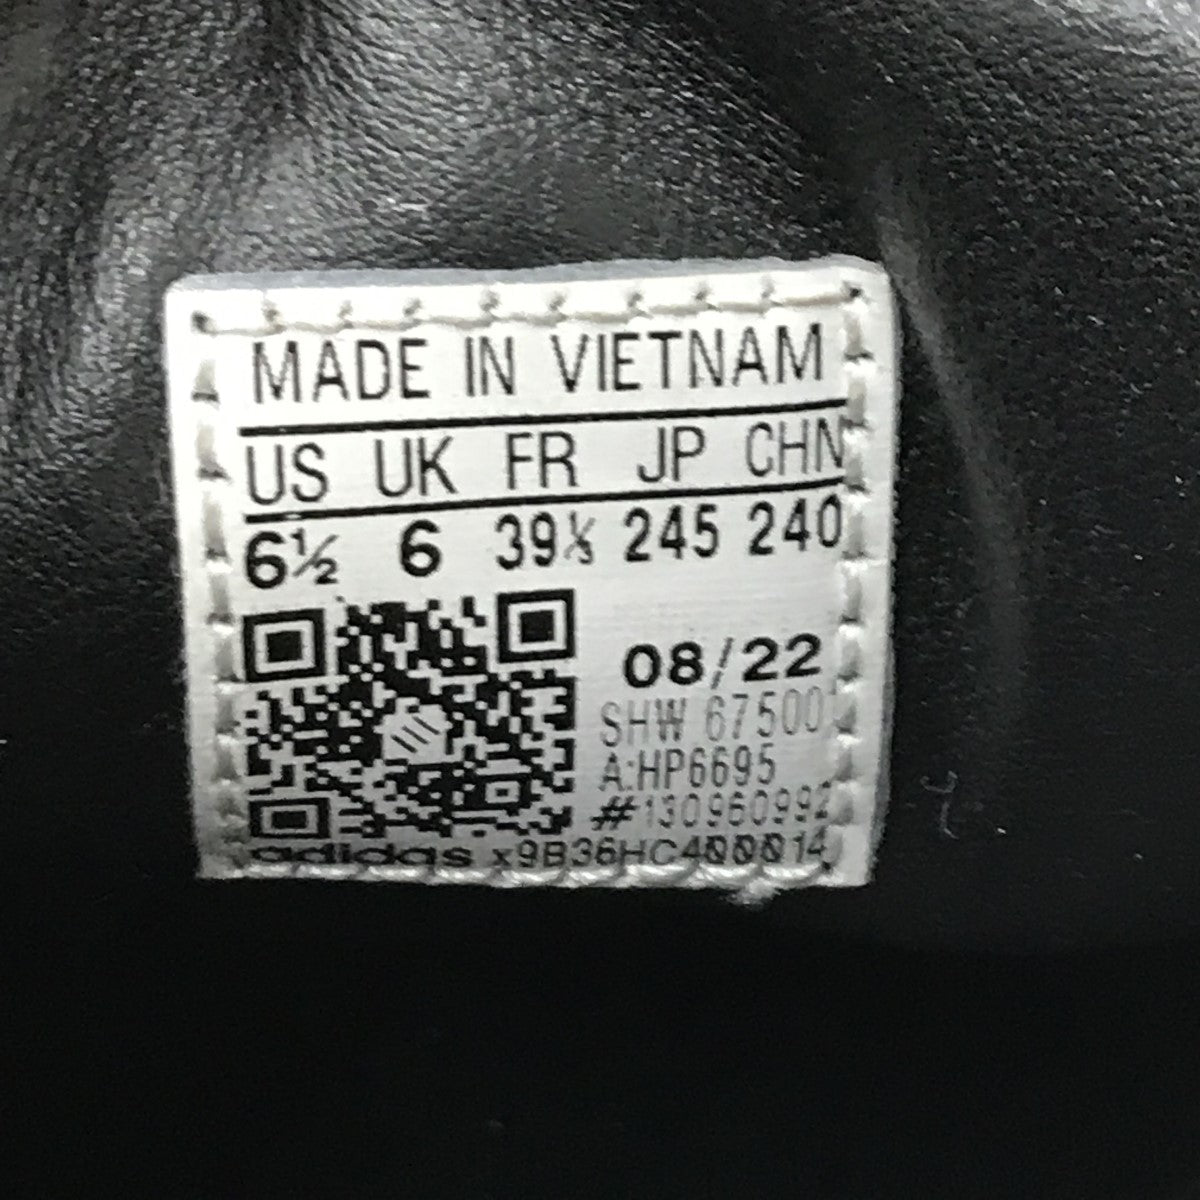 MADE IN VIETNAM
US UK FR JP CHN
6½ 6 39⅓ 245 240
08/22
SHW 67500
A:HP6695
#130960992
adidas x9B36HC400014